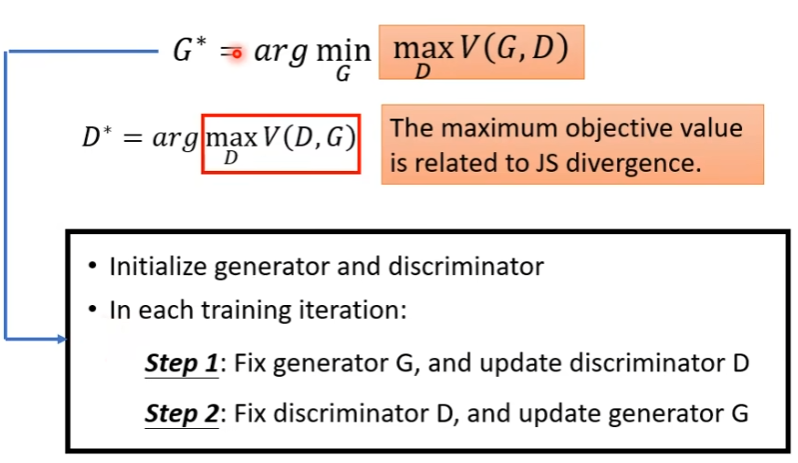 G* = arg min_G max_D V(G, D)
D* = arg max_D V(D, G)
The maximum objective value
is related to JS divergence.
• Initialize generator and discriminator
• In each training iteration:
Step 1: Fix generator G, and update discriminator D
Step 2: Fix discriminator D, and update generator G